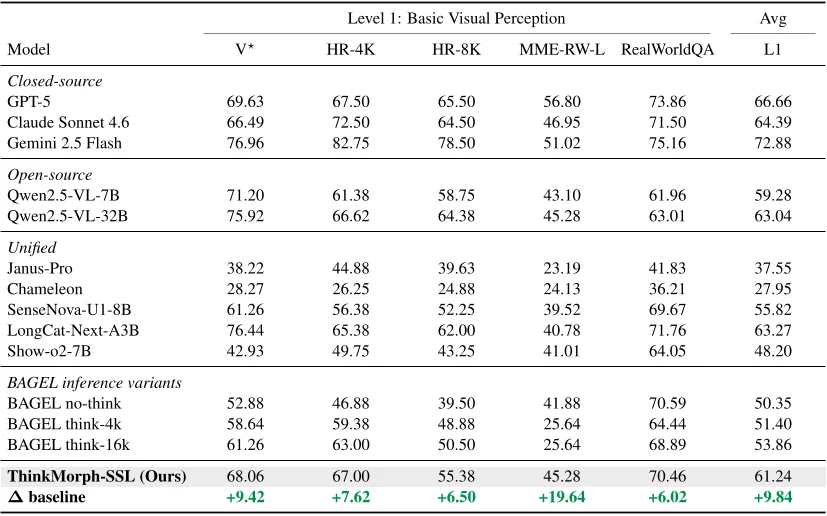 Level 1: Basic Visual Perception Avg
Model V* HR-4K HR-8K MME-RW-L RealWorldQA L1
Closed-source
GPT-5 69.63 67.50 65.50 56.80 73.86 66.66
Claude Sonnet 4.6 66.49 72.50 64.50 46.95 71.50 64.39
Gemini 2.5 Flash 76.96 82.75 78.50 51.02 75.16 72.88
Open-source
Qwen2.5-VL-7B 71.20 61.38 58.75 43.10 61.96 59.28
Qwen2.5-VL-32B 75.92 66.62 64.38 45.28 63.01 63.04
Unified
Janus-Pro 38.22 44.88 39.63 23.19 41.83 37.55
Chameleon 28.27 26.25 24.88 24.13 36.21 27.95
SenseNova-U1-8B 61.26 56.38 52.25 39.52 69.67 55.82
LongCat-Next-A3B 76.44 65.38 62.00 40.78 71.76 63.27
Show-o2-7B 42.93 49.75 43.25 41.01 64.05 48.20
BAGEL inference variants
BAGEL no-think 52.88 46.88 39.50 41.88 70.59 50.35
BAGEL think-4k 58.64 59.38 48.88 25.64 64.44 51.40
BAGEL think-16k 61.26 63.00 50.50 25.64 68.89 53.86
ThinkMorph-SSL (Ours) 68.06 67.00 55.38 45.28 70.46 61.24
Δ baseline +9.42 +7.62 +6.50 +19.64 +6.02 +9.84